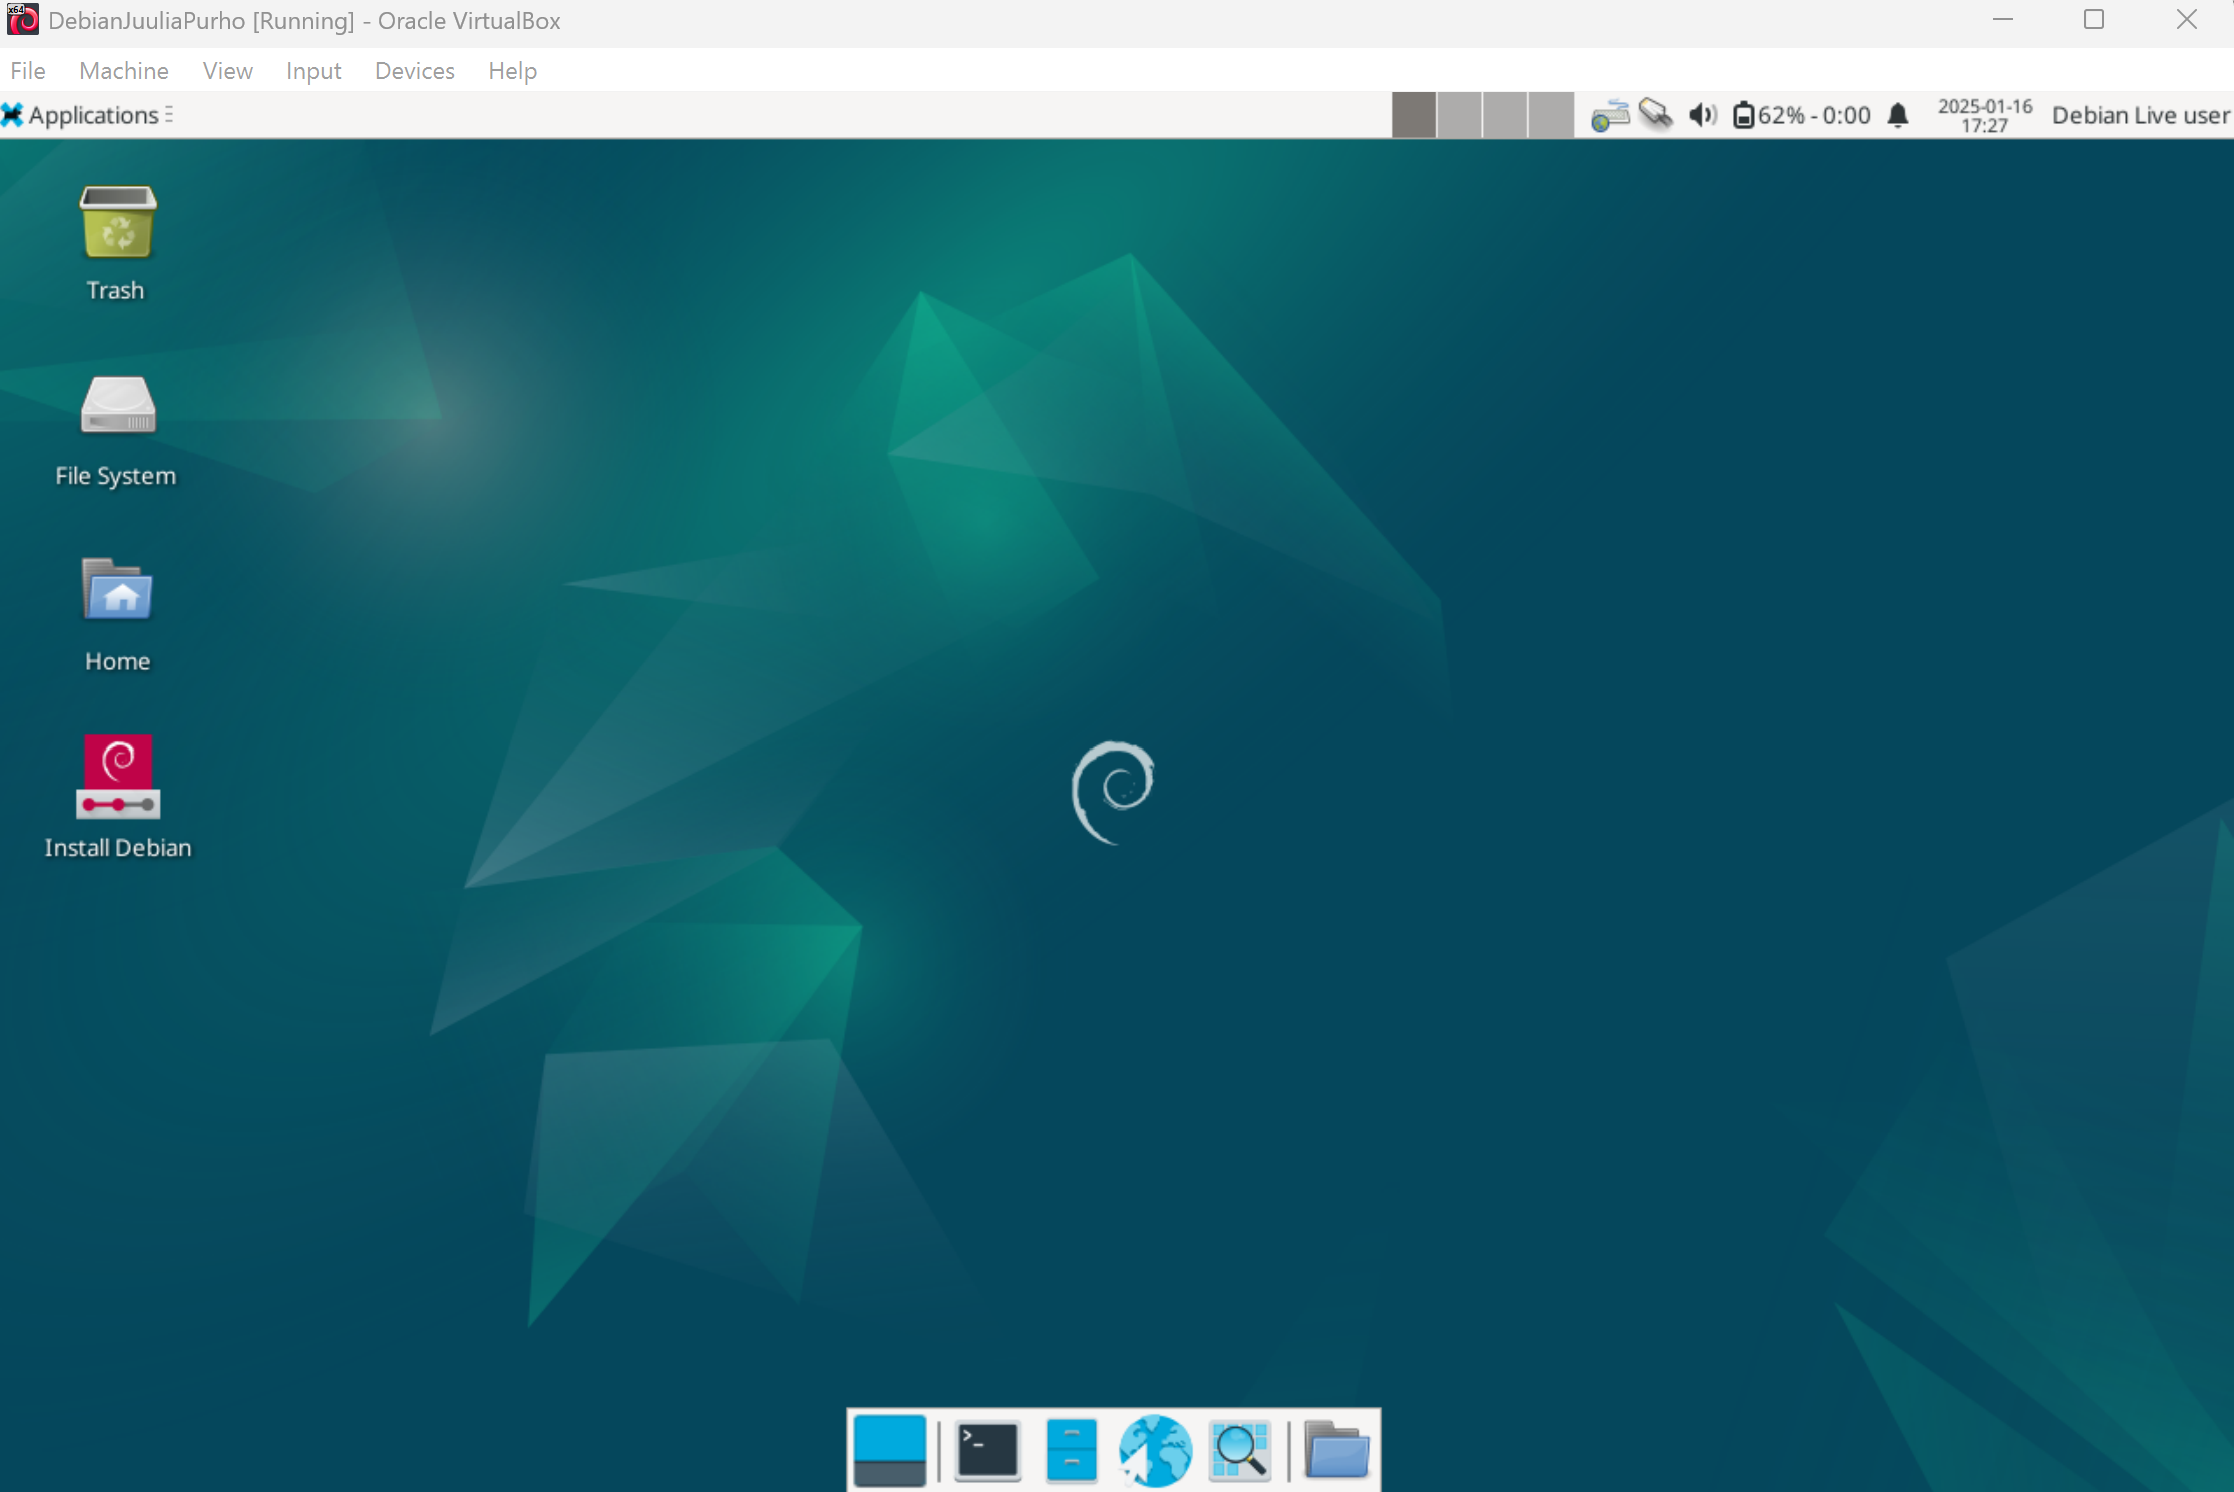 x64
DebianJuuliaPurho [Running] - Oracle VirtualBox
File Machine View Input Devices Help
Applications
62% - 0:00
2025-01-16
17:27
Debian Live user
Trash
File System
Home
Install Debian
>_